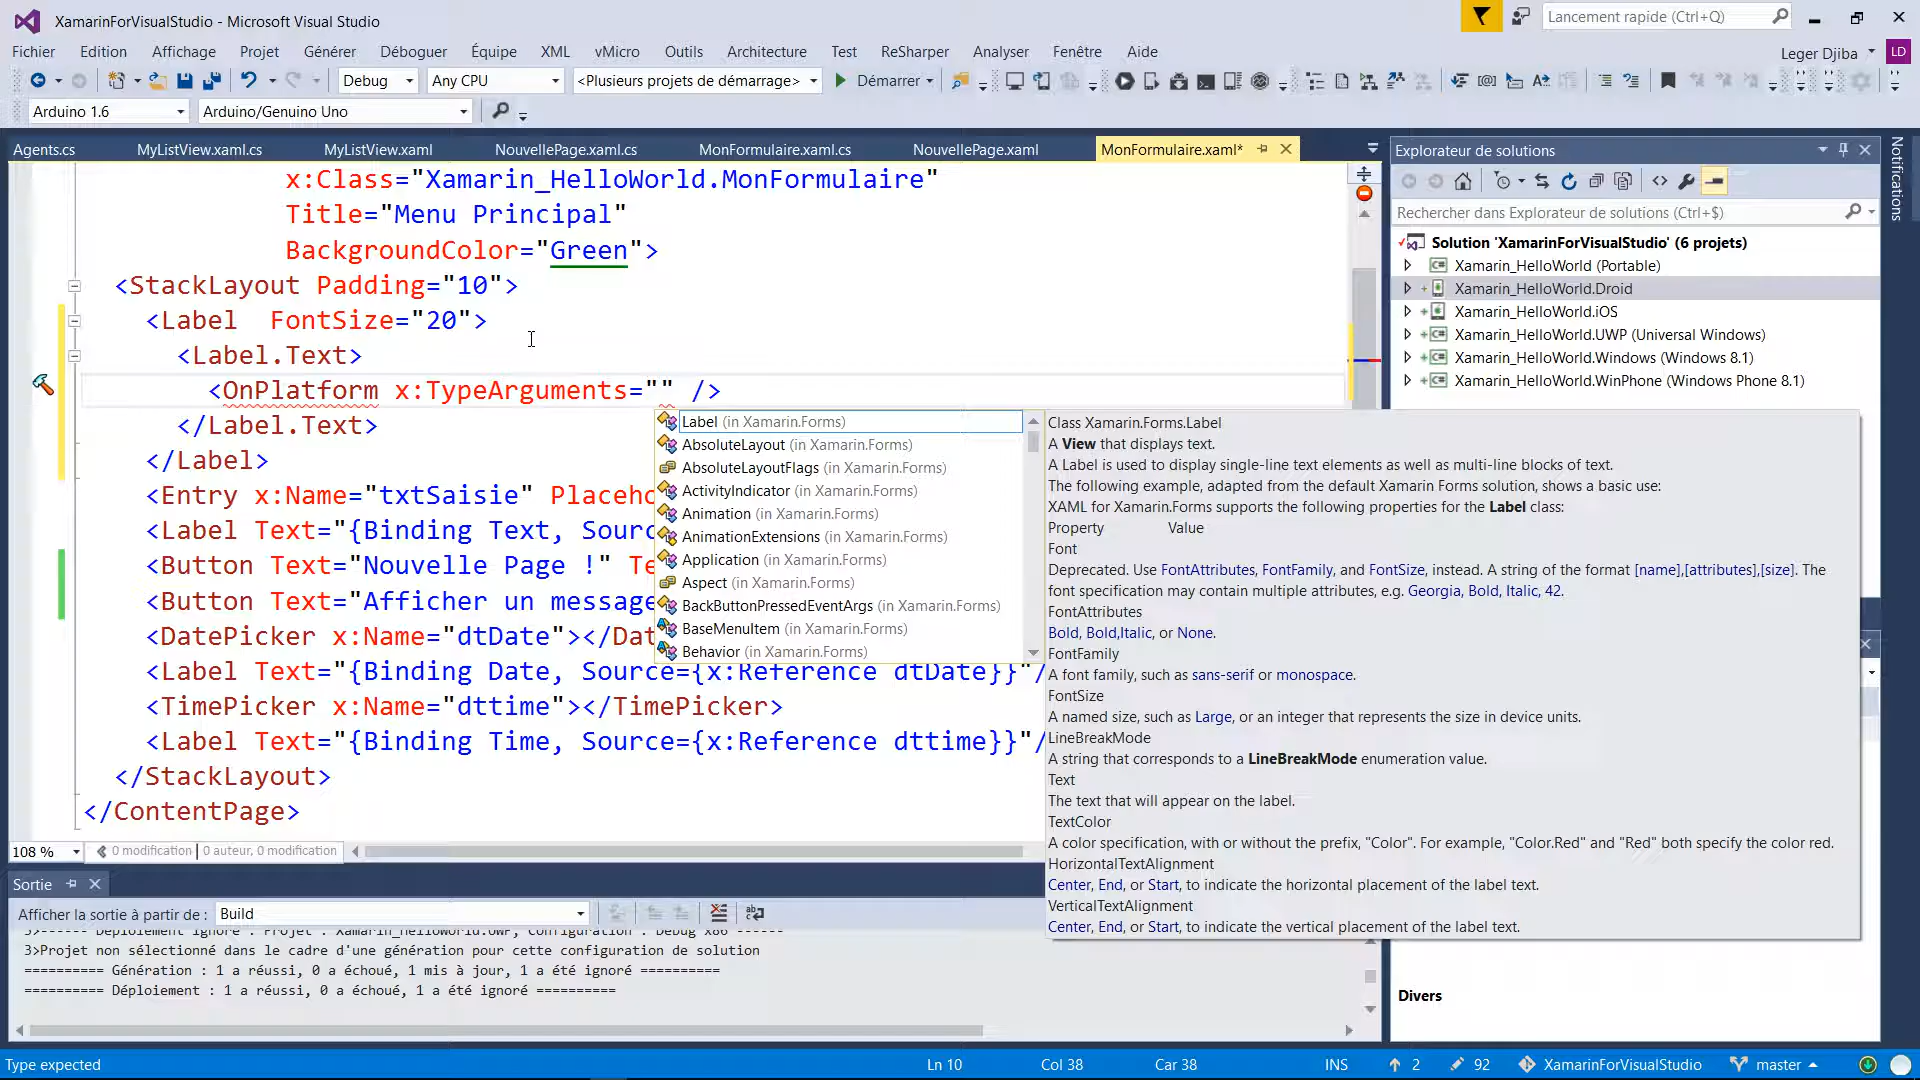 XamarinForVisualStudio - Microsoft Visual Studio
Lancement rapide (Ctrl+Q)
Fichier Edition Affichage Projet Générer Déboguer Équipe XML vMicro Outils Architecture Test ReSharper Analyser Fenêtre Aide
Leger Djiba LD
Debug Any CPU <Plusieurs projets de démarrage> Démarrer
Arduino 1.6 Arduino/Genuino Uno
Agents.cs MyListView.xaml.cs MyListView.xaml NouvellePage.xaml.cs MonFormulaire.xaml.cs NouvellePage.xaml MonFormulaire.xaml*
x:Class="Xamarin_HelloWorld.MonFormulaire"
Title="Menu Principal"
BackgroundColor="Green">
<StackLayout Padding="10">
<Label FontSize="20">
<Label.Text>
<OnPlatform x:TypeArguments="" />
</Label.Text>
</Label>
<Entry x:Name="txtSaisie" Placeho
<Label Text="{Binding Text, Sourc
<Button Text="Nouvelle Page !" Te
<Button Text="Afficher un message
<DatePicker x:Name="dtDate"></Dat
<Label Text="{Binding Date, Source={x:Reference dtDate}}"/
<TimePicker x:Name="dttime"></TimePicker>
<Label Text="{Binding Time, Source={x:Reference dttime}}"/
</StackLayout>
</ContentPage>
Label (in Xamarin.Forms)
AbsoluteLayout (in Xamarin.Forms)
AbsoluteLayoutFlags (in Xamarin.Forms)
ActivityIndicator (in Xamarin.Forms)
Animation (in Xamarin.Forms)
AnimationExtensions (in Xamarin.Forms)
Application (in Xamarin.Forms)
Aspect (in Xamarin.Forms)
BackButtonPressedEventArgs (in Xamarin.Forms)
BaseMenuItem (in Xamarin.Forms)
Behavior (in Xamarin.Forms)
Class Xamarin.Forms.Label
A View that displays text.
A Label is used to display single-line text elements as well as multi-line blocks of text.
The following example, adapted from the default Xamarin Forms solution, shows a basic use:
XAML for Xamarin.Forms supports the following properties for the Label class:
Property Value
Font
Deprecated. Use FontAttributes, FontFamily, and FontSize, instead. A string of the format [name],[attributes],[size]. The
font specification may contain multiple attributes, e.g. Georgia, Bold, Italic, 42.
FontAttributes
Bold, Bold,Italic, or None.
FontFamily
A font family, such as sans-serif or monospace.
FontSize
A named size, such as Large, or an integer that represents the size in device units.
LineBreakMode
A string that corresponds to a LineBreakMode enumeration value.
Text
The text that will appear on the label.
TextColor
A color specification, with or without the prefix, "Color". For example, "Color.Red" and "Red" both specify the color red.
HorizontalTextAlignment
Center, End, or Start, to indicate the horizontal placement of the label text.
VerticalTextAlignment
Center, End, or Start, to indicate the vertical placement of the label text.
Explorateur de solutions
Rechercher dans Explorateur de solutions (Ctrl+$)
Solution 'XamarinForVisualStudio' (6 projets)
Xamarin_HelloWorld (Portable)
Xamarin_HelloWorld.Droid
Xamarin_HelloWorld.iOS
Xamarin_HelloWorld.UWP (Universal Windows)
Xamarin_HelloWorld.Windows (Windows 8.1)
Xamarin_HelloWorld.WinPhone (Windows Phone 8.1)
Notifications
108 % 0 modification | 0 auteur, 0 modification
Sortie
Afficher la sortie à partir de : Build
3>------ Déploiement ignoré : Projet : Xamarin_HelloWorld.UWP, Configuration : Debug x86 ------
3>Projet non sélectionné dans le cadre d'une génération pour cette configuration de solution
========== Génération : 1 a réussi, 0 a échoué, 1 mis à jour, 1 a été ignoré ==========
========== Déploiement : 1 a réussi, 0 a échoué, 1 a été ignoré ==========
Divers
Type expected Ln 10 Col 38 Car 38 INS 2 92 XamarinForVisualStudio master